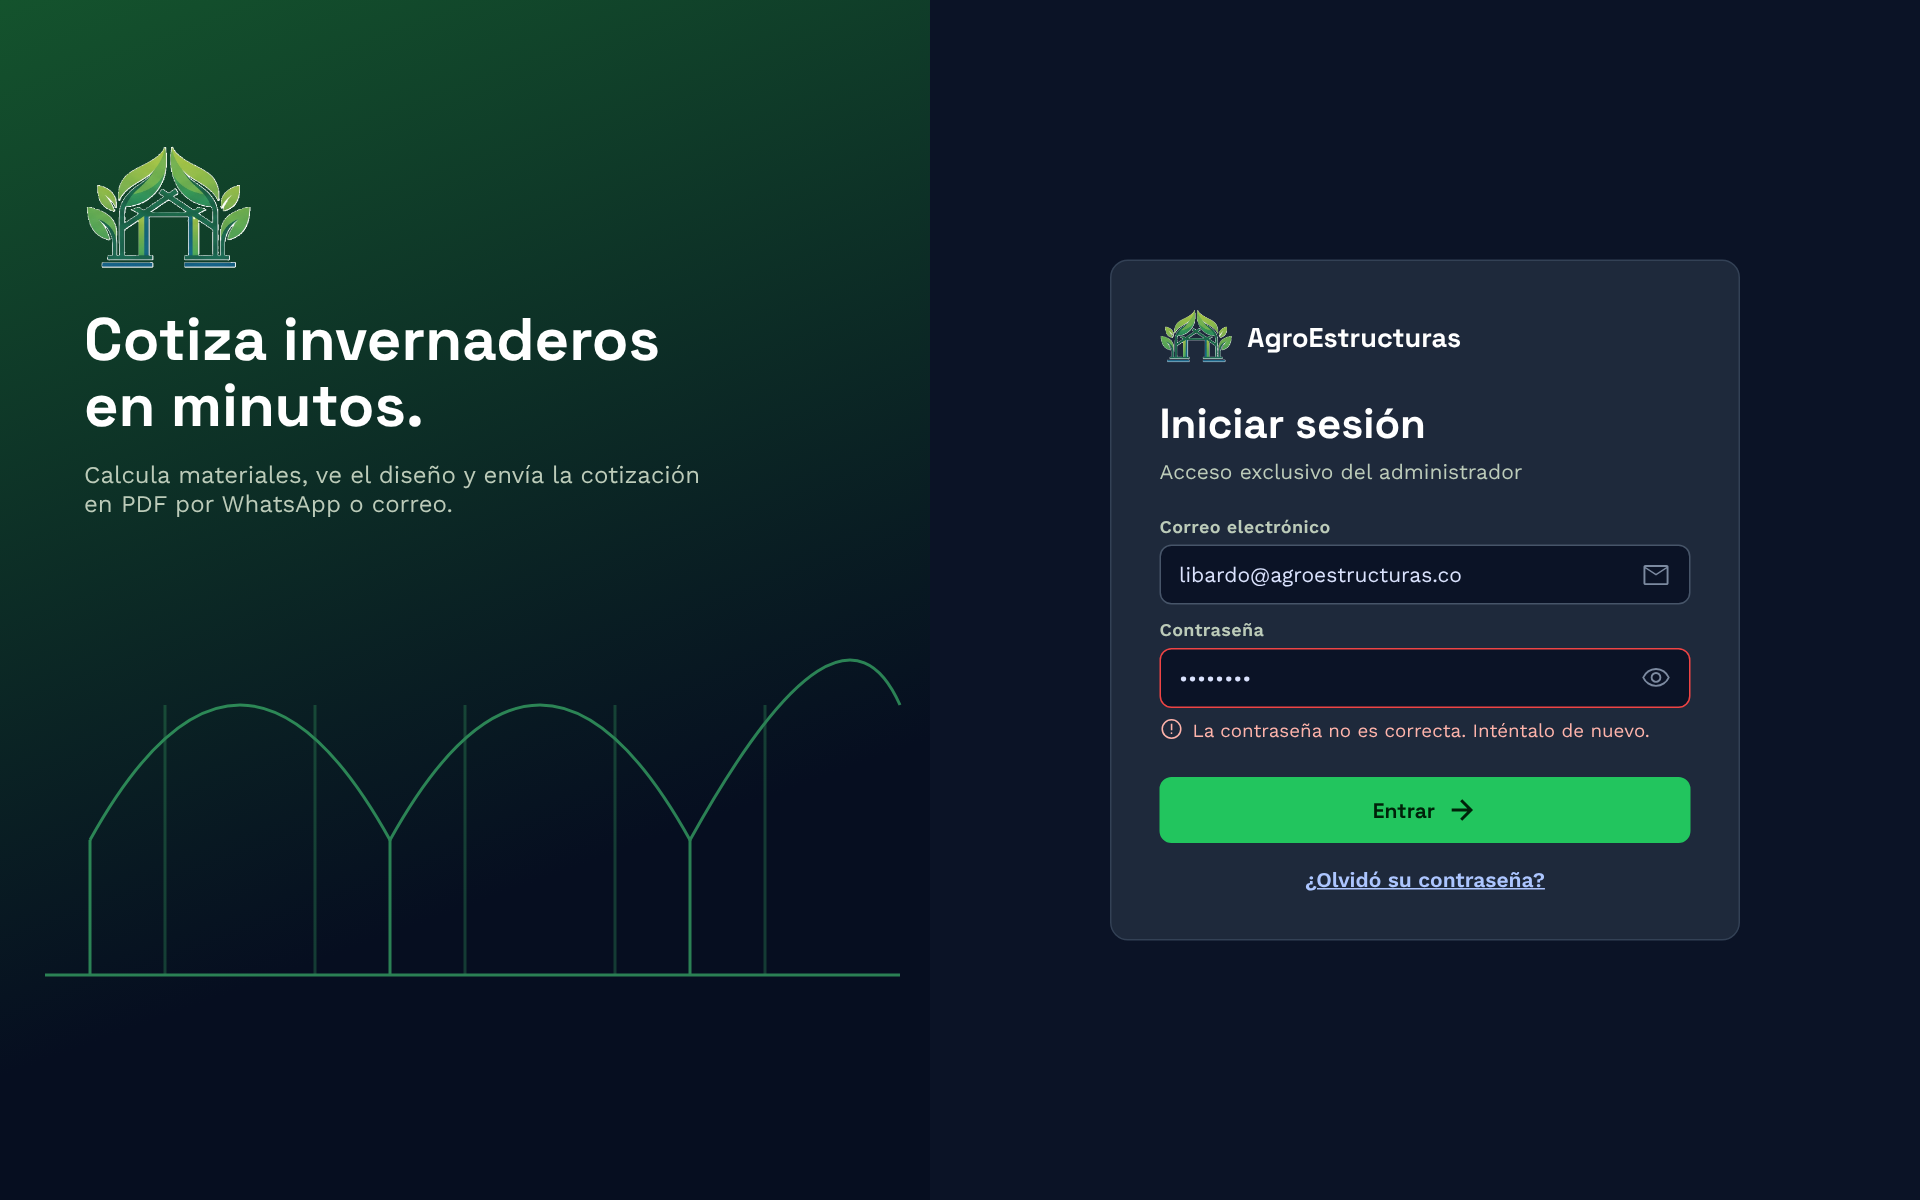 Cotiza invernaderos
en minutos.
Calcula materiales, ve el diseño y envía la cotización
en PDF por WhatsApp o correo.
AgroEstructuras
Iniciar sesión
Acceso exclusivo del administrador
Correo electrónico
libardo@agroestructuras.co
Contraseña
••••••••
La contraseña no es correcta. Inténtalo de nuevo.
Entrar
¿Olvidó su contraseña?